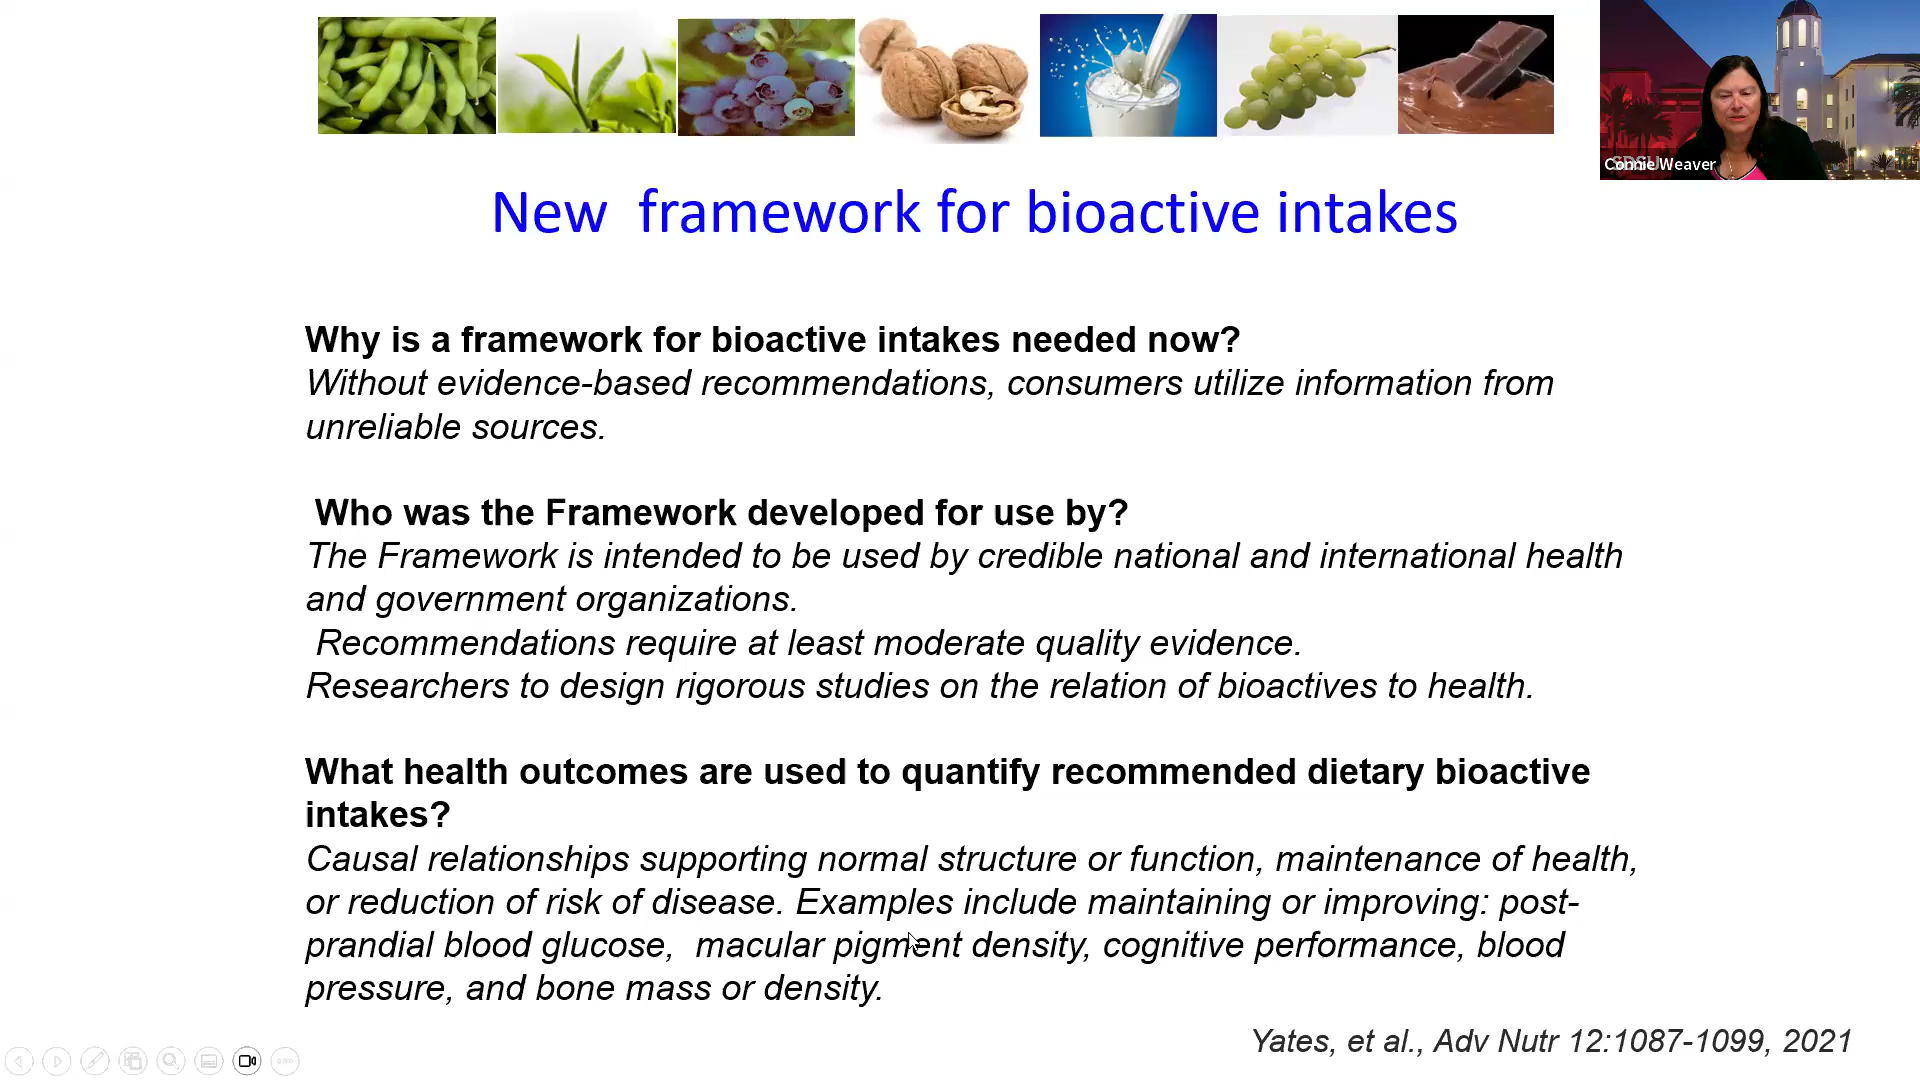 Connie Weaver
New  framework for bioactive intakes
Why is a framework for bioactive intakes needed now?
Without evidence-based recommendations, consumers utilize information from
unreliable sources.
Who was the Framework developed for use by?
The Framework is intended to be used by credible national and international health
and government organizations.
Recommendations require at least moderate quality evidence.
Researchers to design rigorous studies on the relation of bioactives to health.
What health outcomes are used to quantify recommended dietary bioactive
intakes?
Causal relationships supporting normal structure or function, maintenance of health,
or reduction of risk of disease. Examples include maintaining or improving: post-
prandial blood glucose,  macular pigment density, cognitive performance, blood
pressure, and bone mass or density.
Yates, et al., Adv Nutr 12:1087-1099, 2021